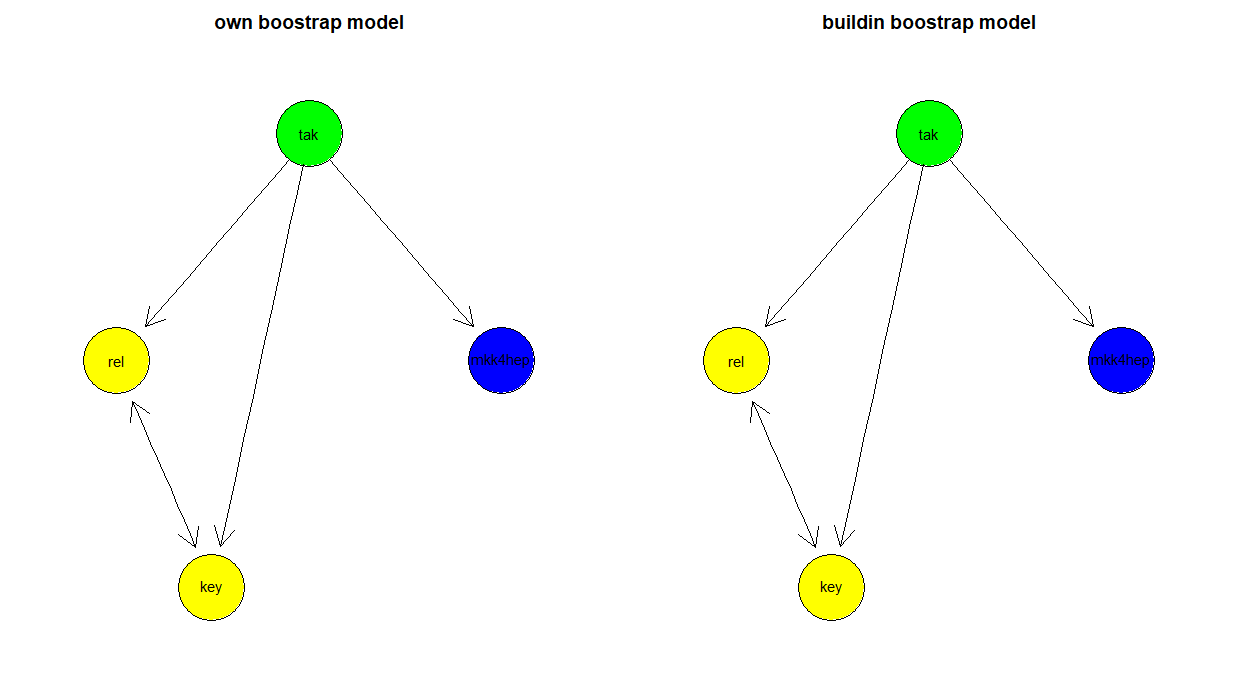 own boostrap model
buildin boostrap model
tak
tak
rel
mkk4hep
rel
mkk4hep
key
key